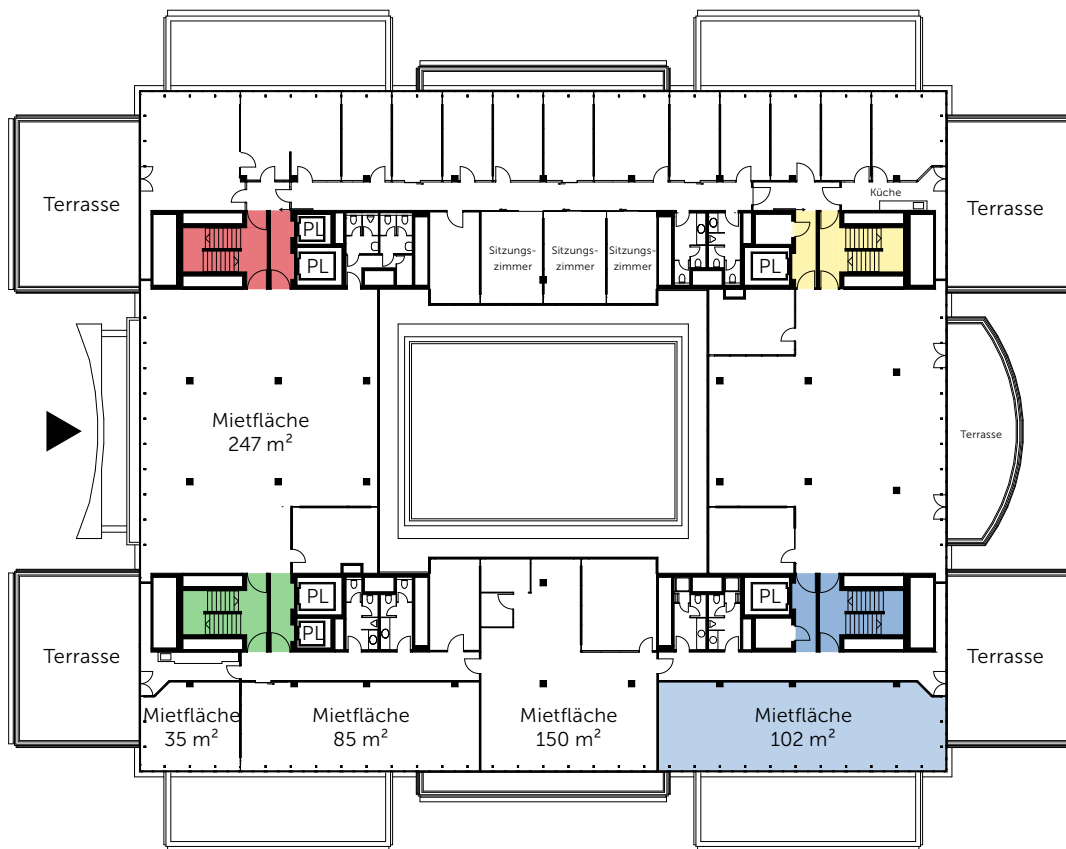 Küche
Terrasse
Terrasse
PL
PL
PL
Sitzungs-
zimmer
Sitzungs-
zimmer
Sitzungs-
zimmer
Mietfläche
247 m²
Terrasse
PL
PL
PL
Terrasse
Terrasse
Mietfläche
35 m²
Mietfläche
85 m²
Mietfläche
150 m²
Mietfläche
102 m²